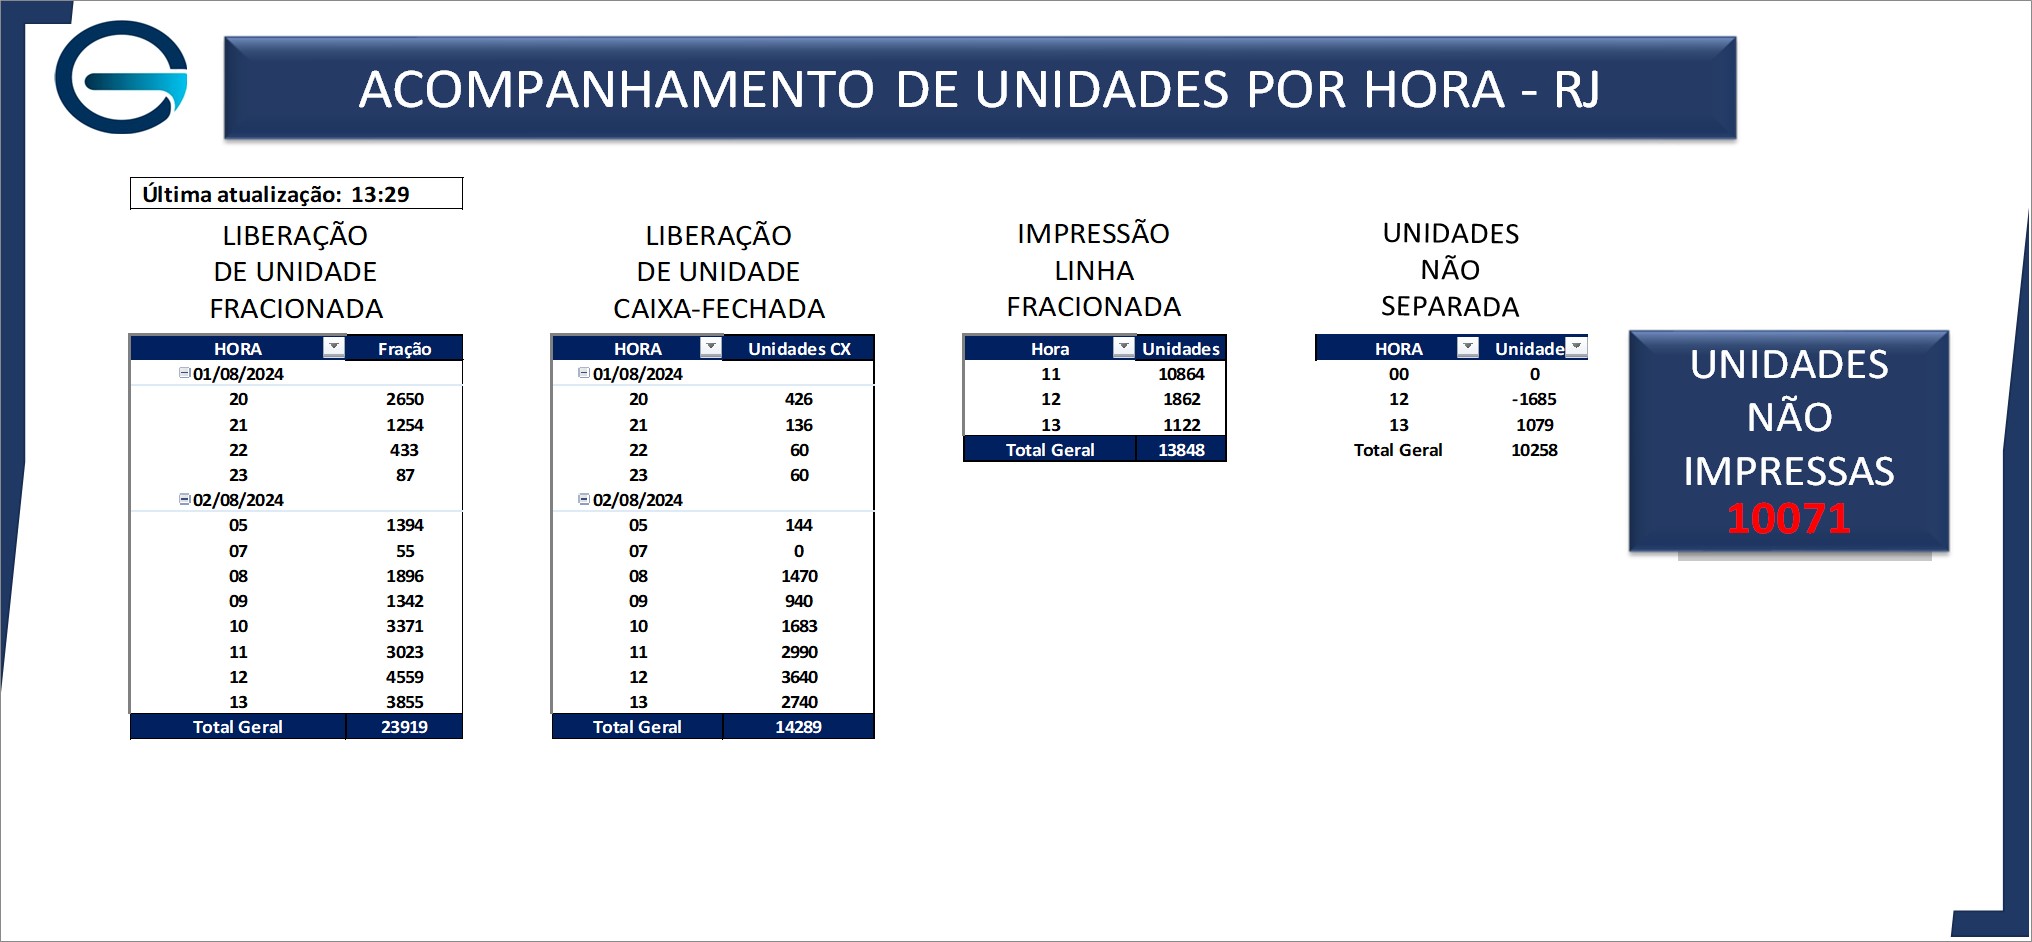 ACOMPANHAMENTO DE UNIDADES POR HORA - RJ
Última atualização: 13:29
LIBERAÇÃO
DE UNIDADE
FRACIONADA
HORA Fração
01/08/2024
20 2650
21 1254
22 433
23 87
02/08/2024
05 1394
07 55
08 1896
09 1342
10 3371
11 3023
12 4559
13 3855
Total Geral 23919
LIBERAÇÃO
DE UNIDADE
CAIXA-FECHADA
HORA Unidades CX
01/08/2024
20 426
21 136
22 60
23 60
02/08/2024
05 144
07 0
08 1470
09 940
10 1683
11 2990
12 3640
13 2740
Total Geral 14289
IMPRESSÃO
LINHA
FRACIONADA
Hora Unidades
11 10864
12 1862
13 1122
Total Geral 13848
UNIDADES
NÃO
SEPARADA
HORA Unidade
00 0
12 -1685
13 1079
Total Geral 10258
UNIDADES
NÃO
IMPRESSAS
10071